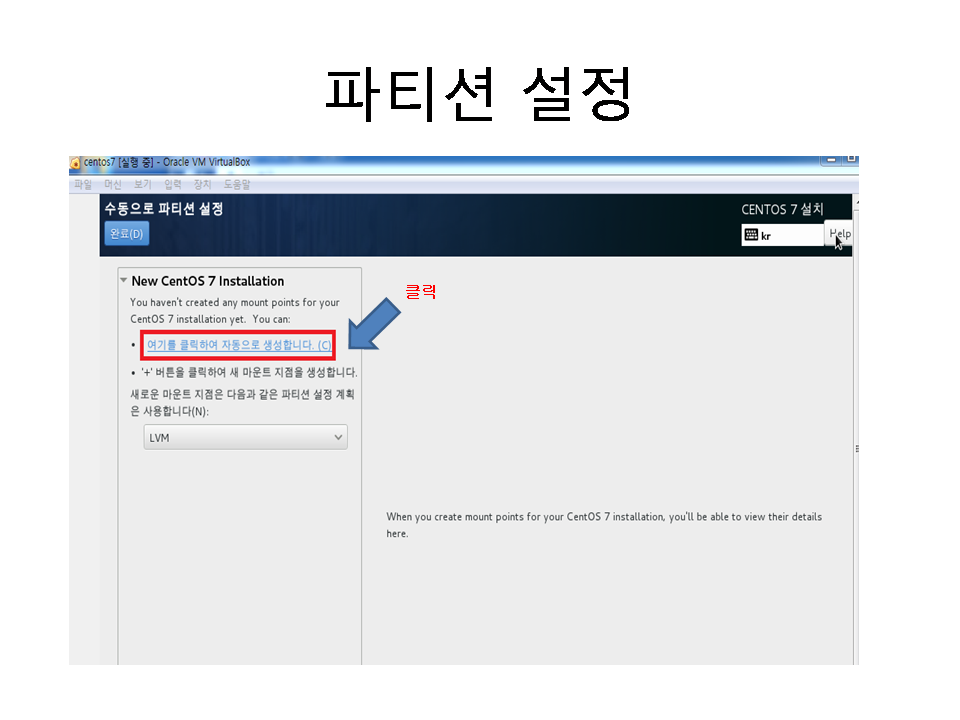 파티션 설정
centos7 [실행 중] - Oracle VM VirtualBox
파일 머신 보기 입력 장치 도움말
수동으로 파티션 설정
CENTOS 7 설치
완료(D)
kr
Help
New CentOS 7 Installation
클릭
You haven't created any mount points for your
CentOS 7 installation yet. You can:
• 여기를 클릭하여 자동으로 생성합니다. (C)
• '+' 버튼을 클릭하여 새 마운트 지점을 생성합니다.
새로운 마운트 지점은 다음과 같은 파티션 설정 계획
은 사용합니다(N):
LVM
When you create mount points for your CentOS 7 installation, you'll be able to view their details
here.